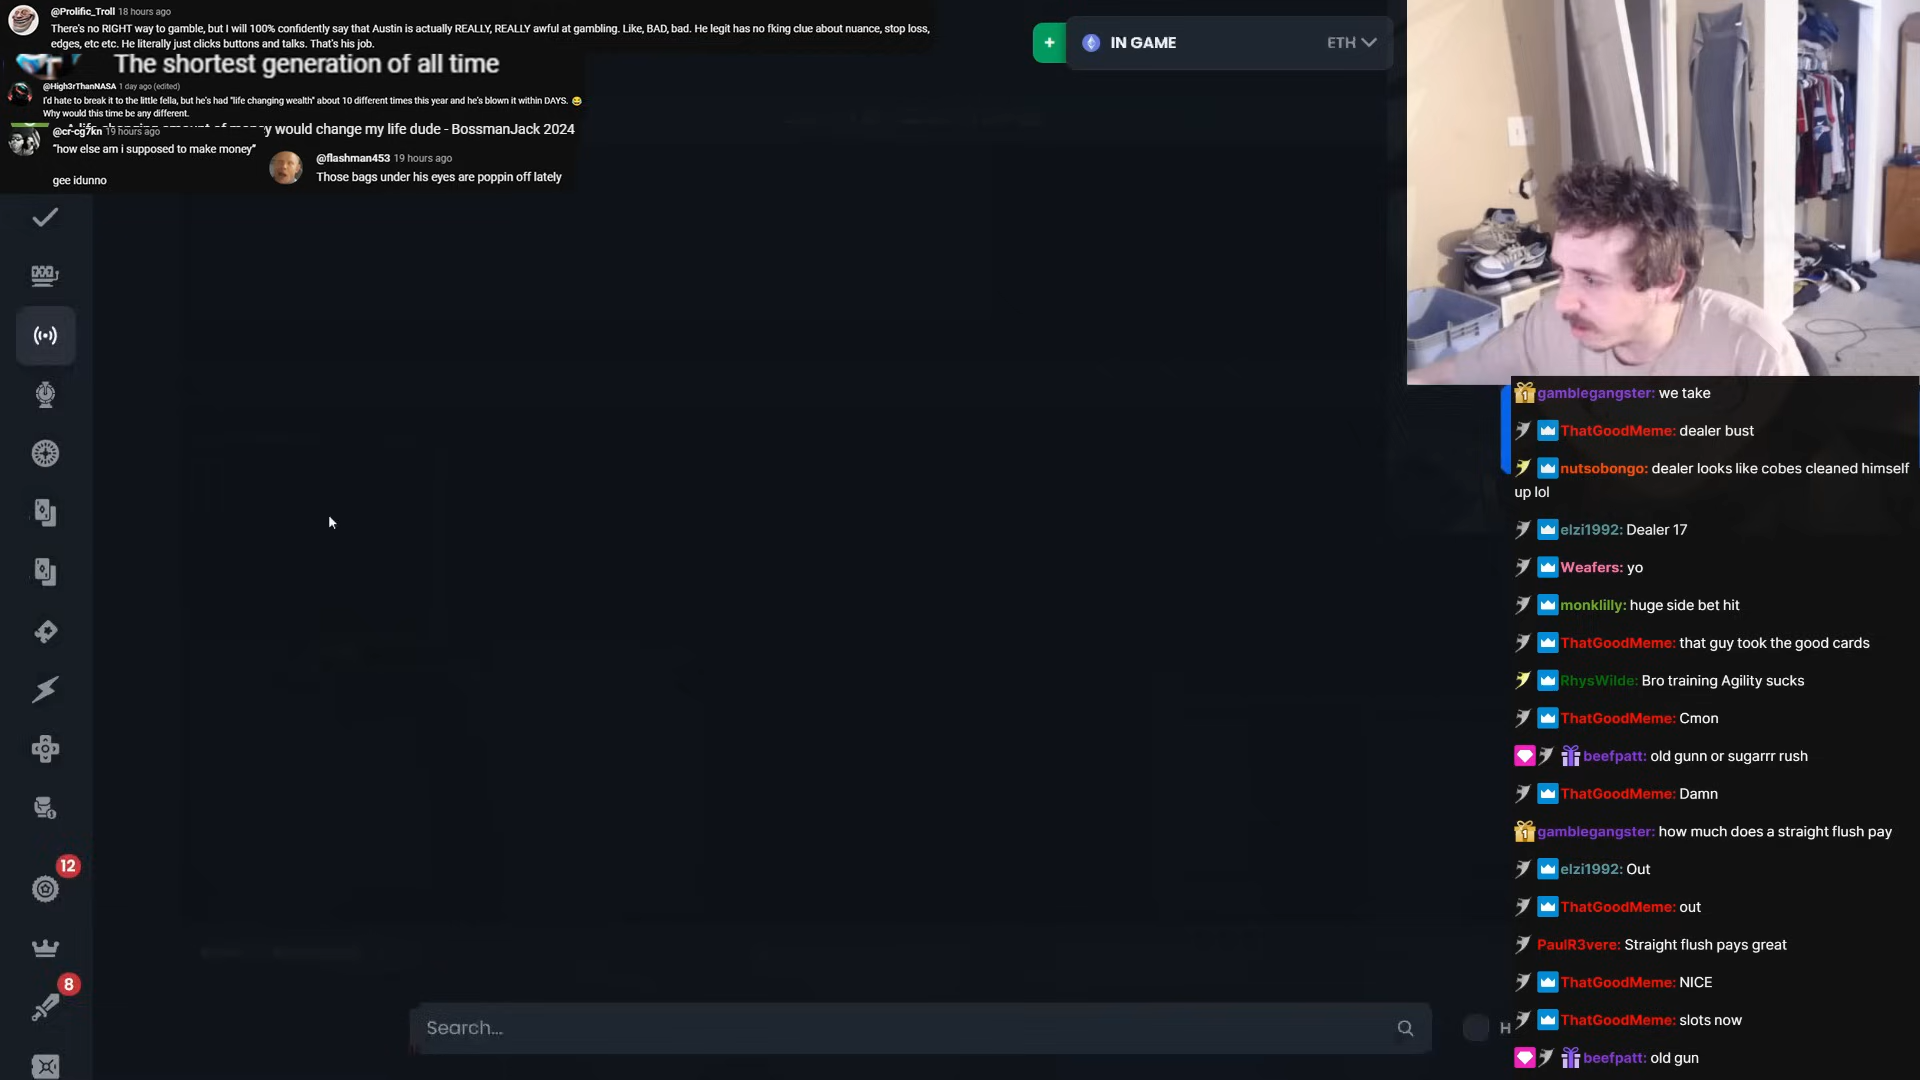 @Prolific_Troll 18 hours ago
There's no RIGHT way to gamble, but I will 100% confidently say that Austin is actually REALLY, REALLY awful at gambling. Like, BAD, bad. He legit has no fking clue about nuance, stop loss,
edges, etc etc. He literally just clicks buttons and talks. That's his job.
The shortest generation of all time
@High3rThanNASA 1 day ago (edited)
I'd hate to break it to the little fella, but he's had "life changing wealth" about 10 different times this year and he's blown it within DAYS. 😂
Why would this time be any different.
@cr-cg7kn 19 hours ago
would change my life dude - BossmanJack 2024
"how else am i supposed to make money"
gee idunno
@flashman453 19 hours ago
Those bags under his eyes are poppin off lately
+
IN GAME
ETH
12
8
Search...
H
gamblegangster: we take
ThatGoodMeme: dealer bust
nutsobongo: dealer looks like cobes cleaned himself
up lol
elzi1992: Dealer 17
Weafers: yo
monklilly: huge side bet hit
ThatGoodMeme: that guy took the good cards
RhysWilde: Bro training Agility sucks
ThatGoodMeme: Cmon
beefpatt: old gunn or sugarrr rush
ThatGoodMeme: Damn
gamblegangster: how much does a straight flush pay
elzi1992: Out
ThatGoodMeme: out
PaulR3vere: Straight flush pays great
ThatGoodMeme: NICE
ThatGoodMeme: slots now
beefpatt: old gun